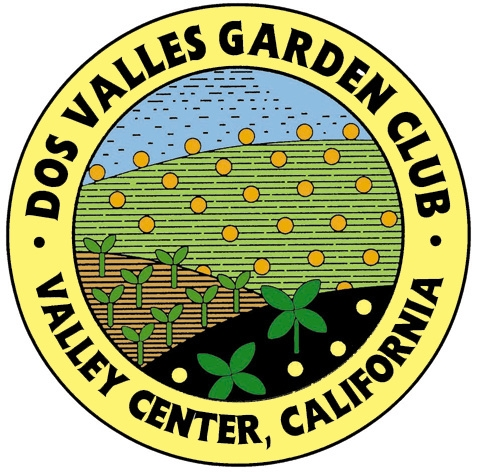 DOS VALLES GARDEN CLUB
VALLEY CENTER, CALIFORNIA